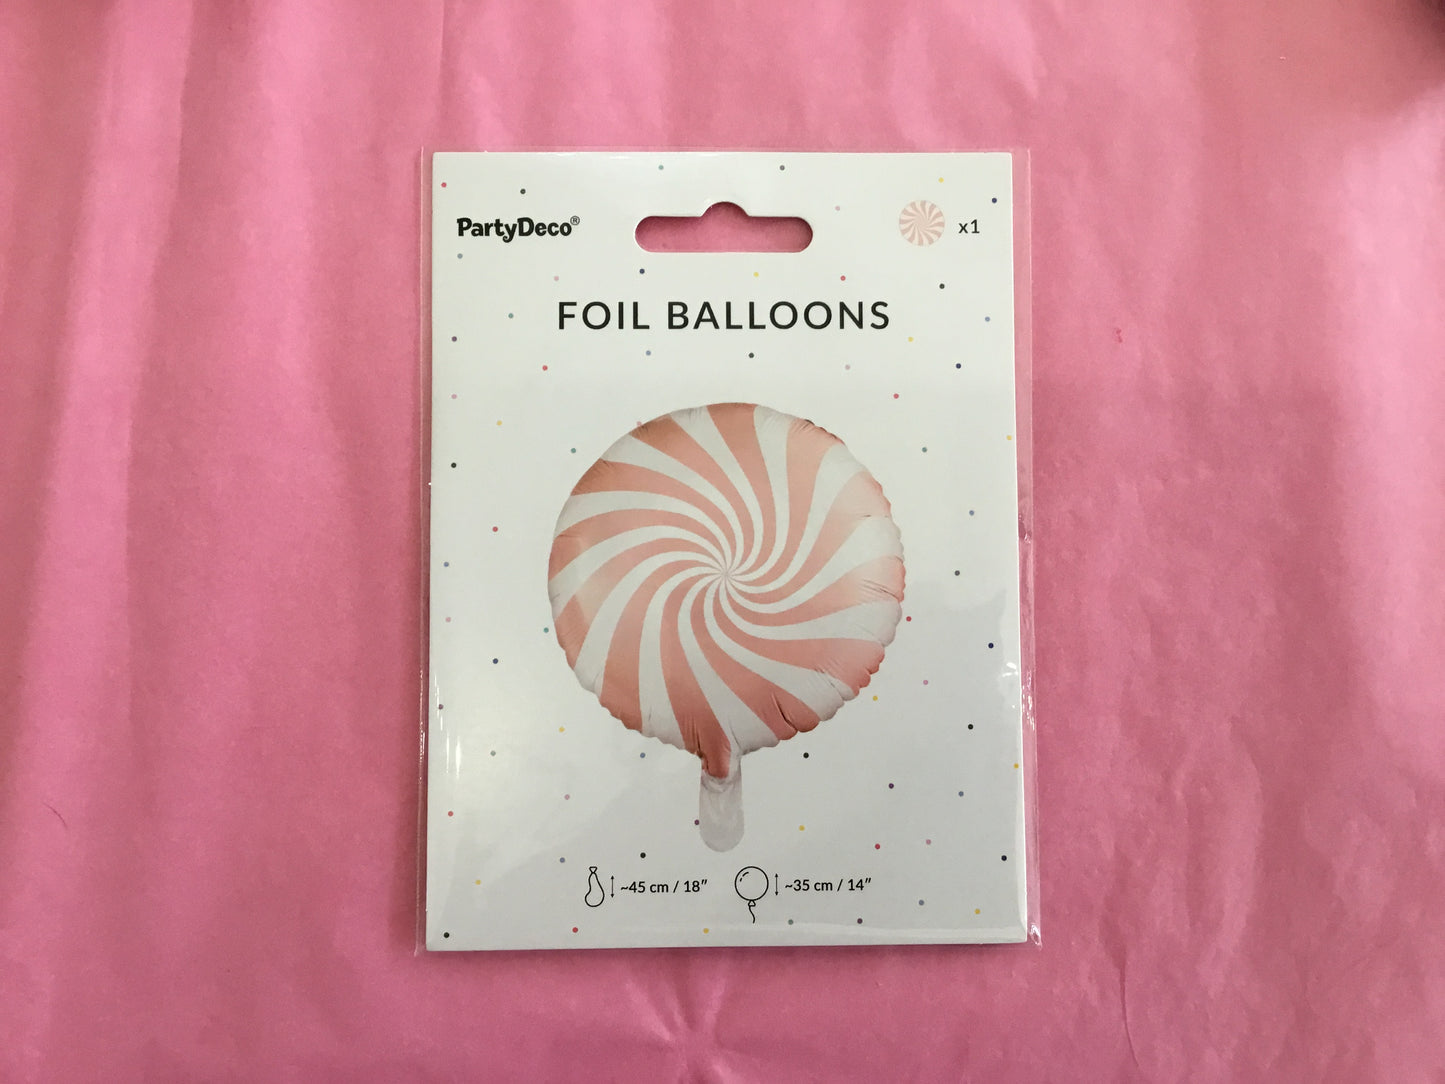 PartyDeco®
x1
FOIL BALLOONS
~45 cm / 18″
~35 cm / 14″